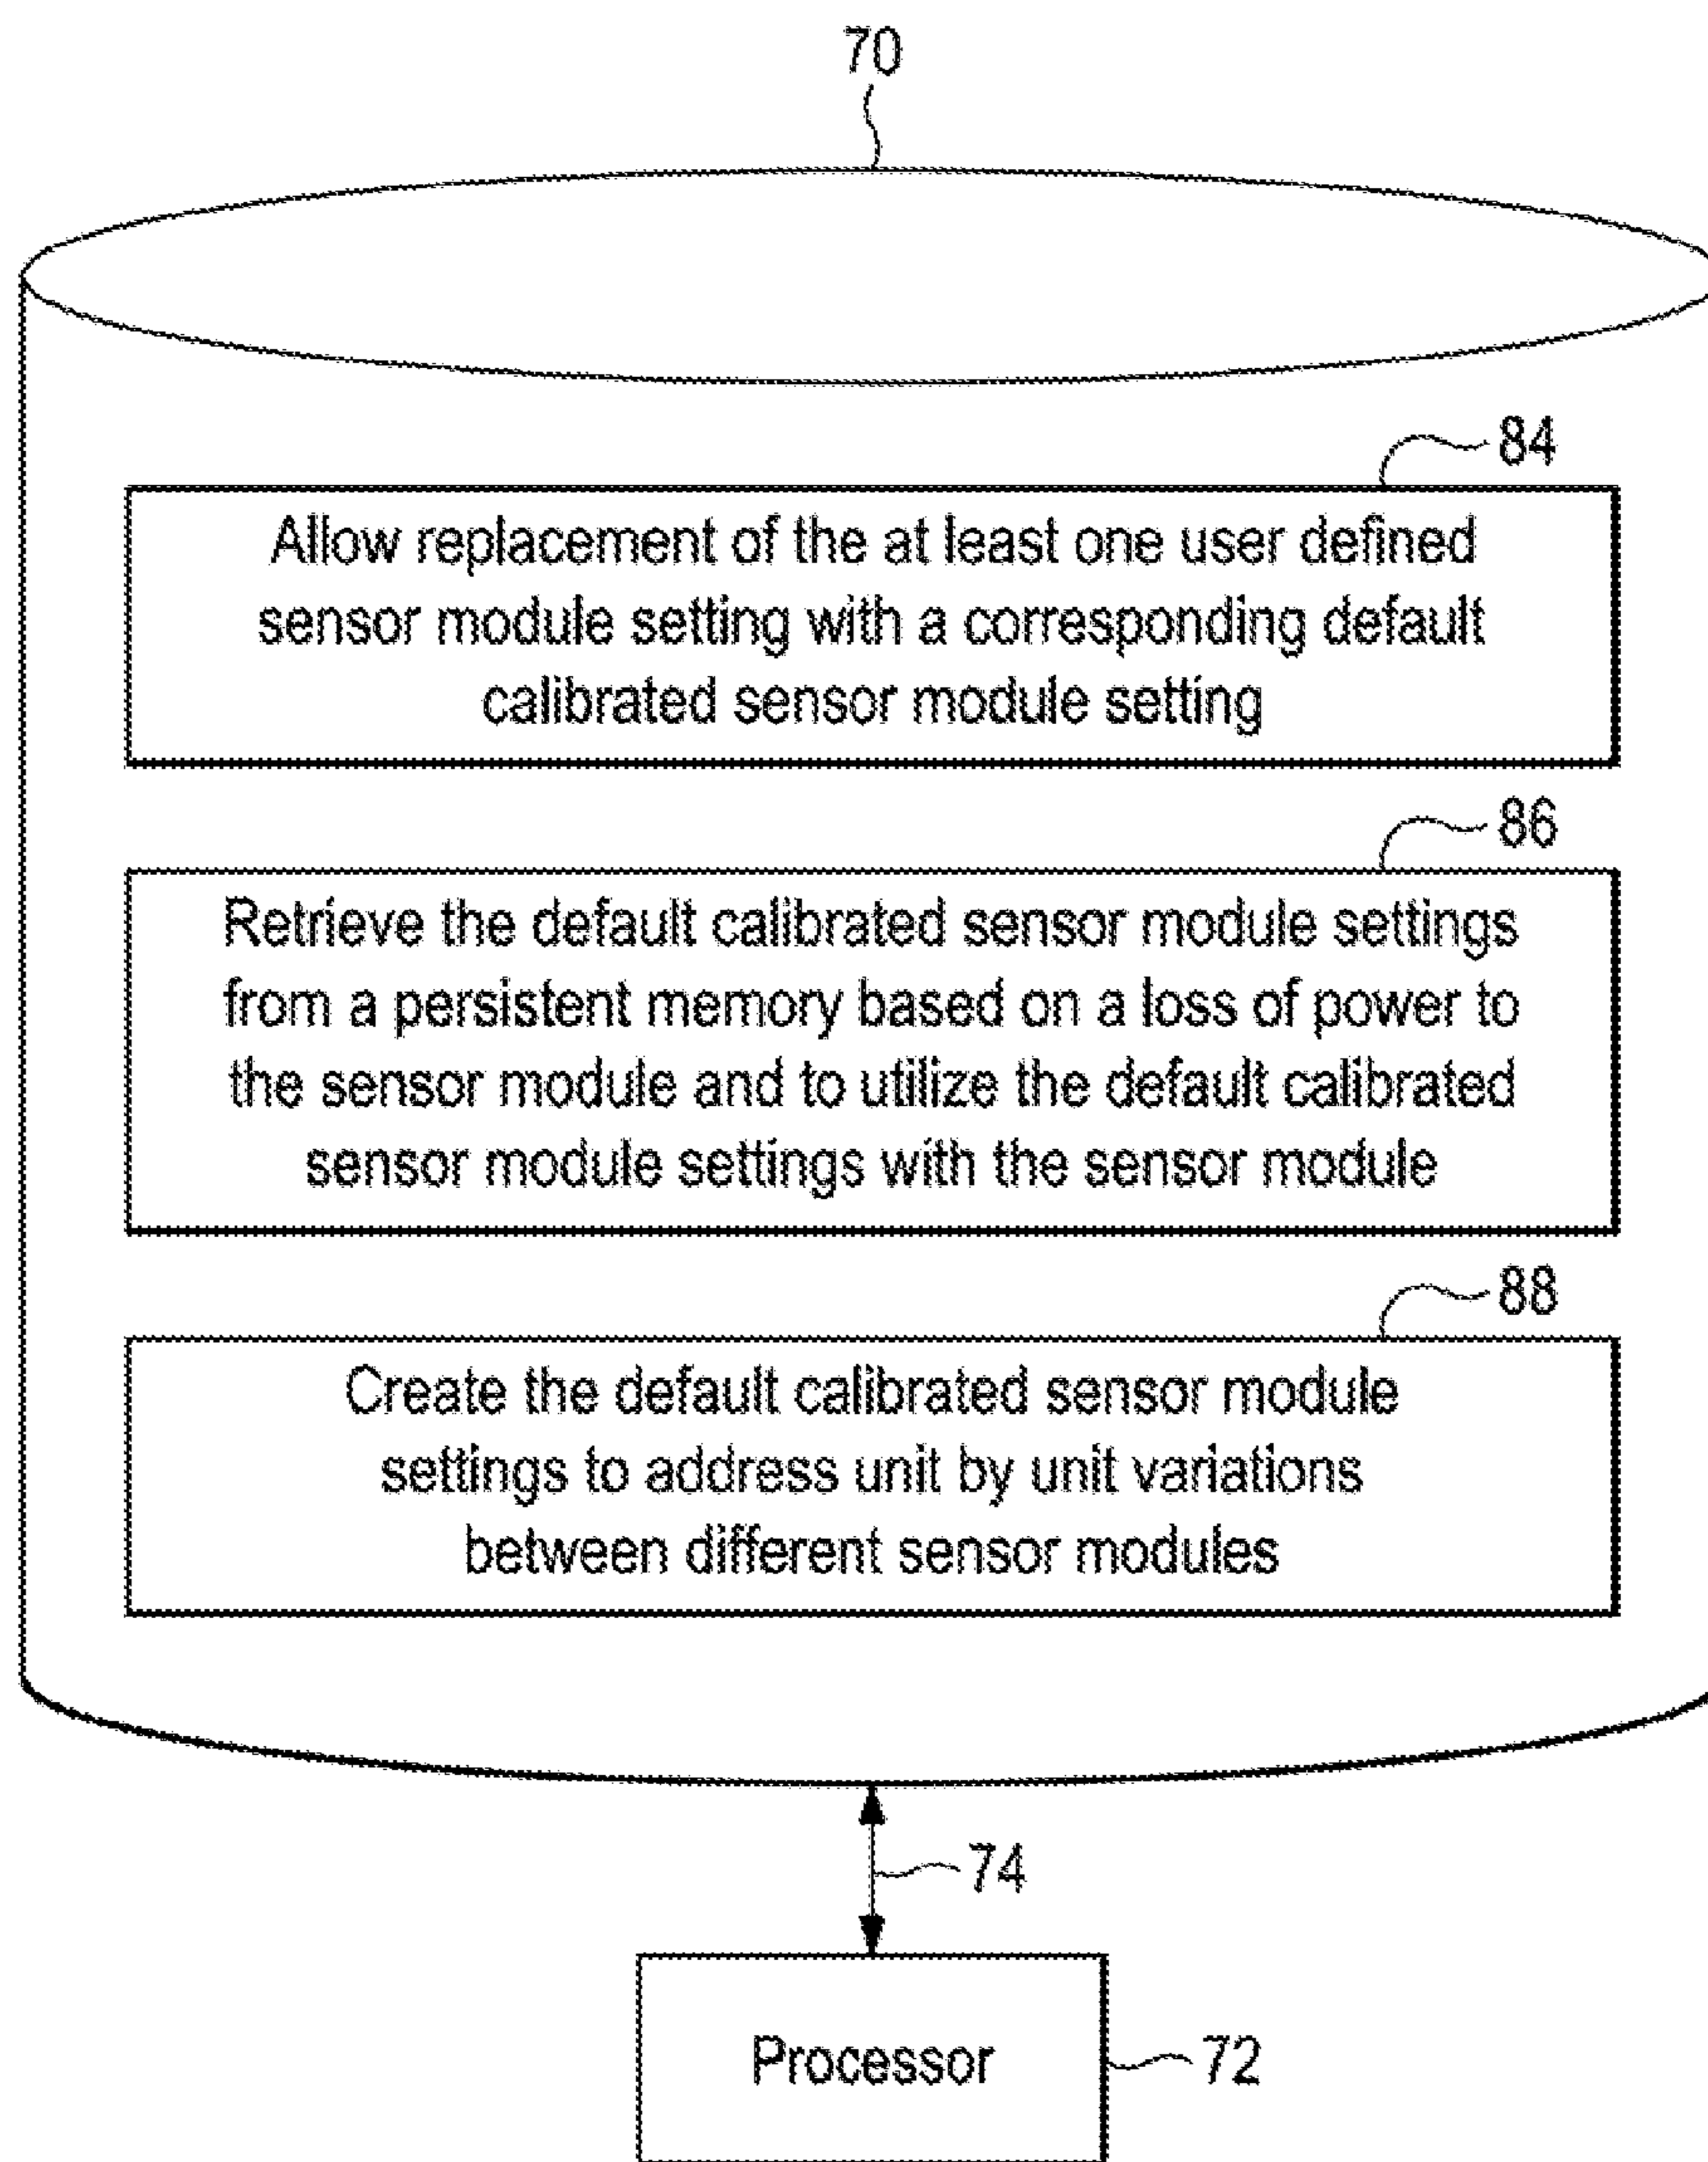 70
84
Allow replacement of the at least one user defined
sensor module setting with a corresponding default
calibrated sensor module setting
86
Retrieve the default calibrated sensor module settings
from a persistent memory based on a loss of power to
the sensor module and to utilize the default calibrated
sensor module settings with the sensor module
88
Create the default calibrated sensor module
settings to address unit by unit variations
between different sensor modules
74
Processor
72